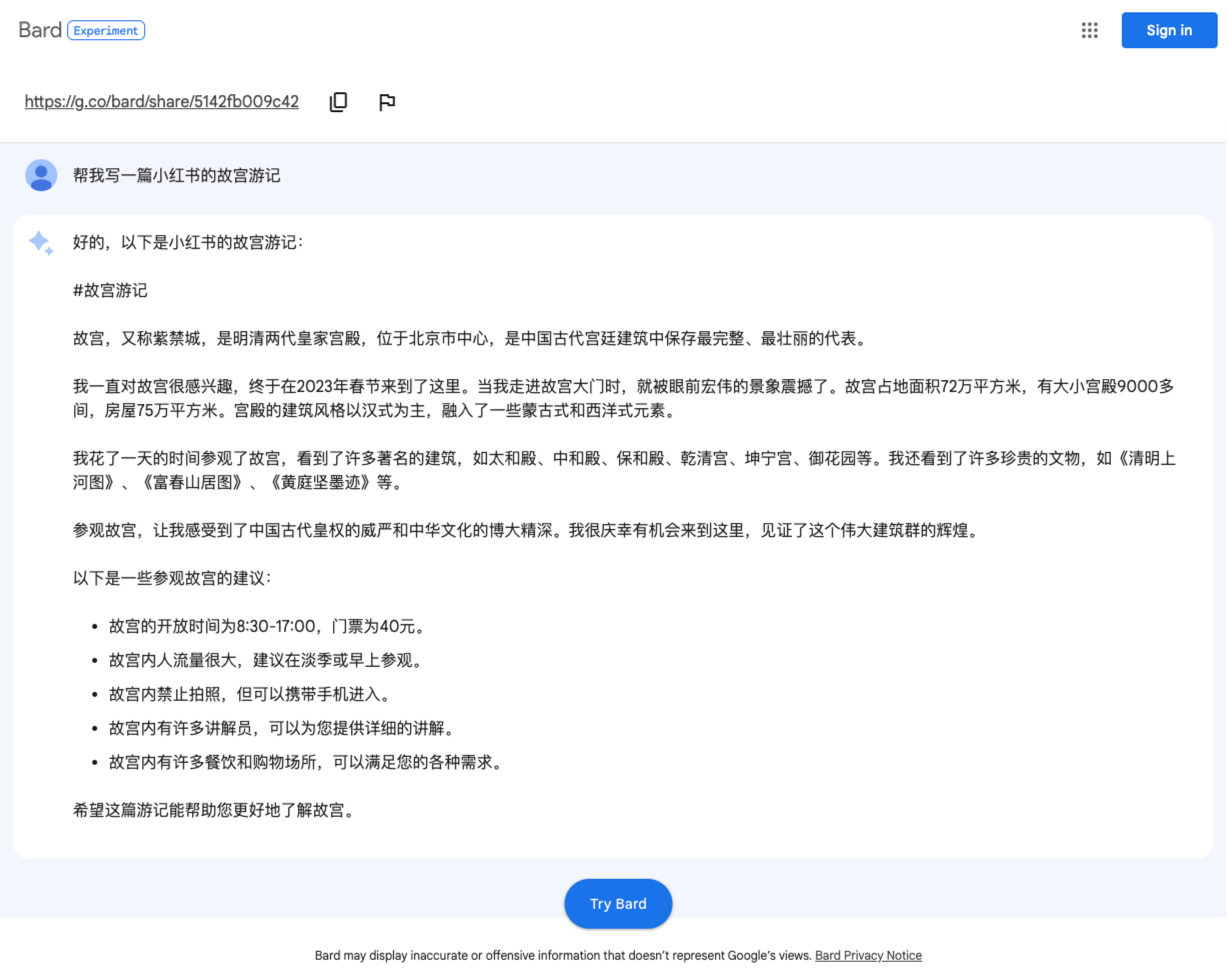 Bard Experiment
Sign in
https://g.co/bard/share/5142fb009c42
帮我写一篇小红书的故宫游记
好的，以下是小红书的故宫游记：
#故宫游记
故宫，又称紫禁城，是明清两代皇家宫殿，位于北京市中心，是中国古代宫廷建筑中保存最完整、最壮丽的代表。
我一直对故宫很感兴趣，终于在2023年春节来到了这里。当我走进故宫大门时，就被眼前宏伟的景象震撼了。故宫占地面积72万平方米，有大小宫殿9000多
间，房屋75万平方米。宫殿的建筑风格以汉式为主，融入了一些蒙古式和西洋式元素。
我花了一天的时间参观了故宫，看到了许多著名的建筑，如太和殿、中和殿、保和殿、乾清宫、坤宁宫、御花园等。我还看到了许多珍贵的文物，如《清明上
河图》、《富春山居图》、《黄庭坚墨迹》等。
参观故宫，让我感受到了中国古代皇权的威严和中华文化的博大精深。我很庆幸有机会来到这里，见证了这个伟大建筑群的辉煌。
以下是一些参观故宫的建议：
• 故宫的开放时间为8:30-17:00，门票为40元。
• 故宫内人流量很大，建议在淡季或早上参观。
• 故宫内禁止拍照，但可以携带手机进入。
• 故宫内有许多讲解员，可以为您提供详细的讲解。
• 故宫内有许多餐饮和购物场所，可以满足您的各种需求。
希望这篇游记能帮助您更好地了解故宫。
Try Bard
Bard may display inaccurate or offensive information that doesn't represent Google's views. Bard Privacy Notice